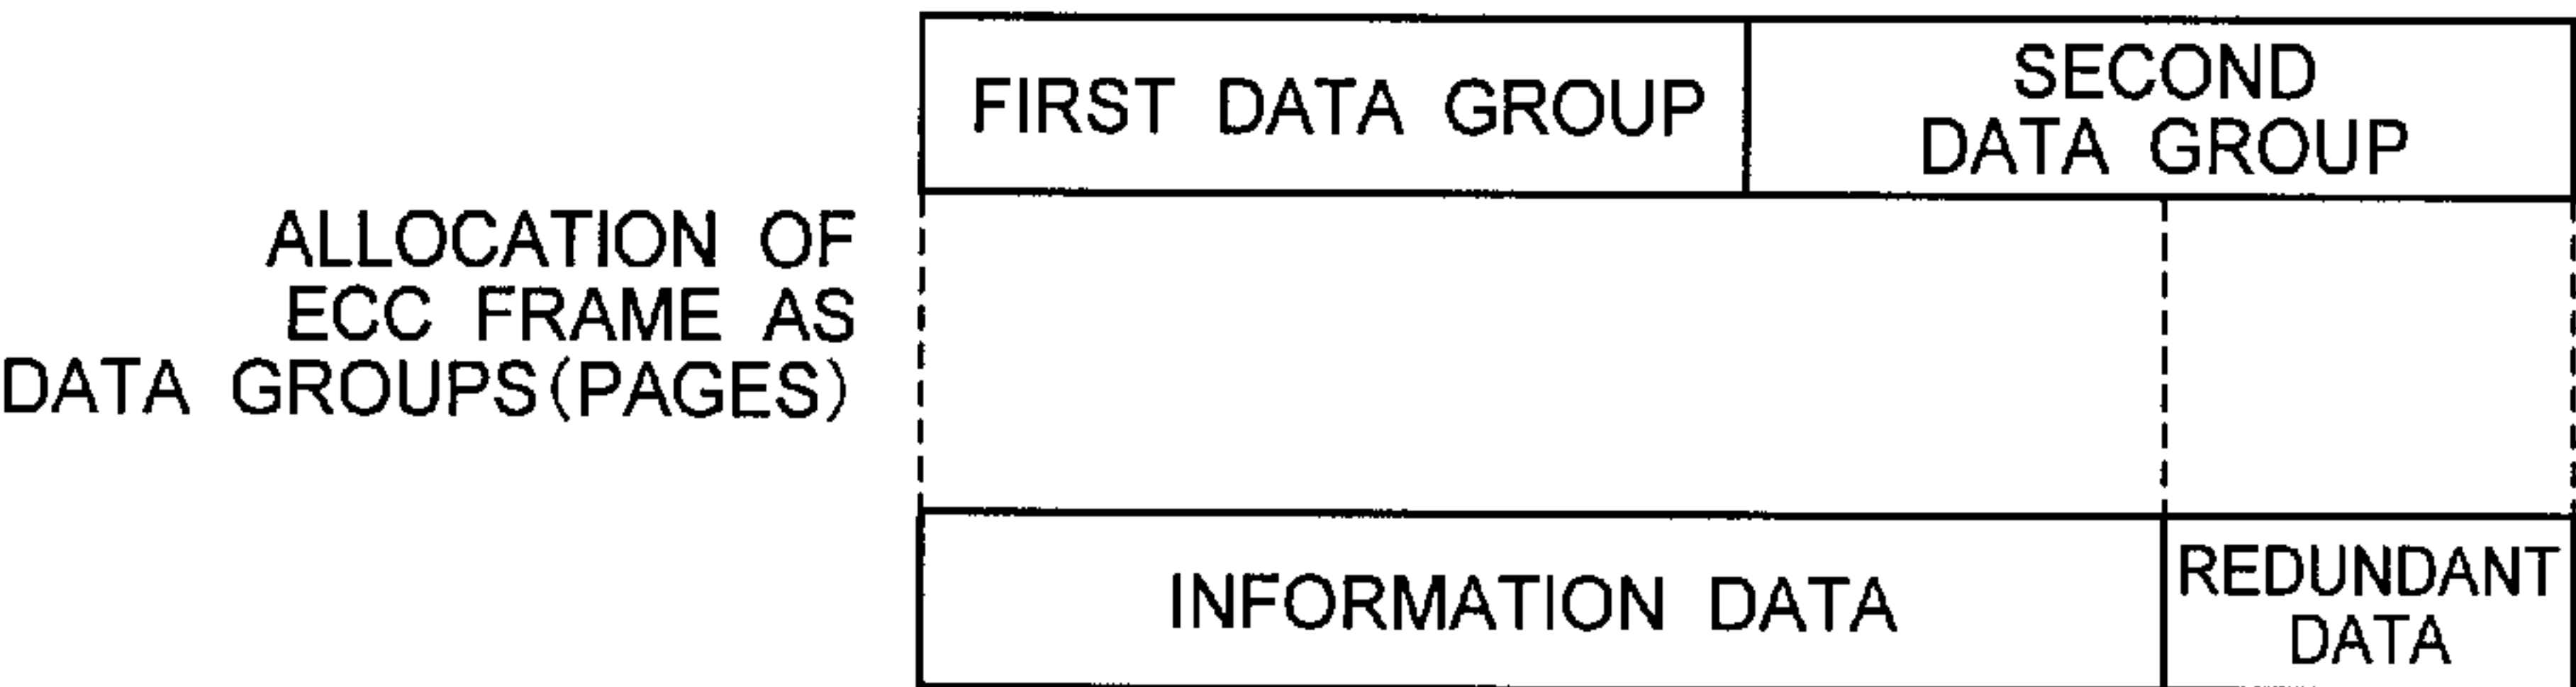 FIRST DATA GROUP
SECOND
DATA GROUP
ALLOCATION OF
ECC FRAME AS
DATA GROUPS(PAGES)
INFORMATION DATA
REDUNDANT
DATA